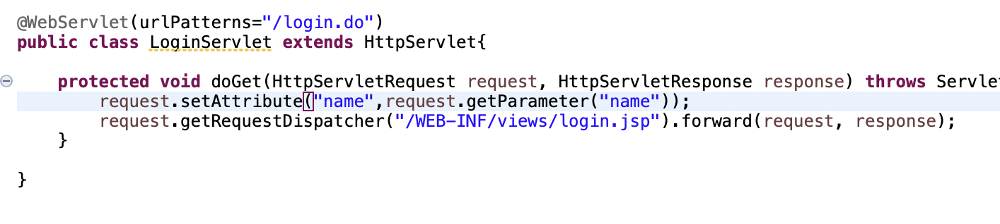 @WebServlet(urlPatterns="/login.do")
public class LoginServlet extends HttpServlet{
protected void doGet(HttpServletRequest request, HttpServletResponse response) throws Servlet
request.setAttribute("name",request.getParameter("name"));
request.getRequestDispatcher("/WEB-INF/views/login.jsp").forward(request, response);
}
}